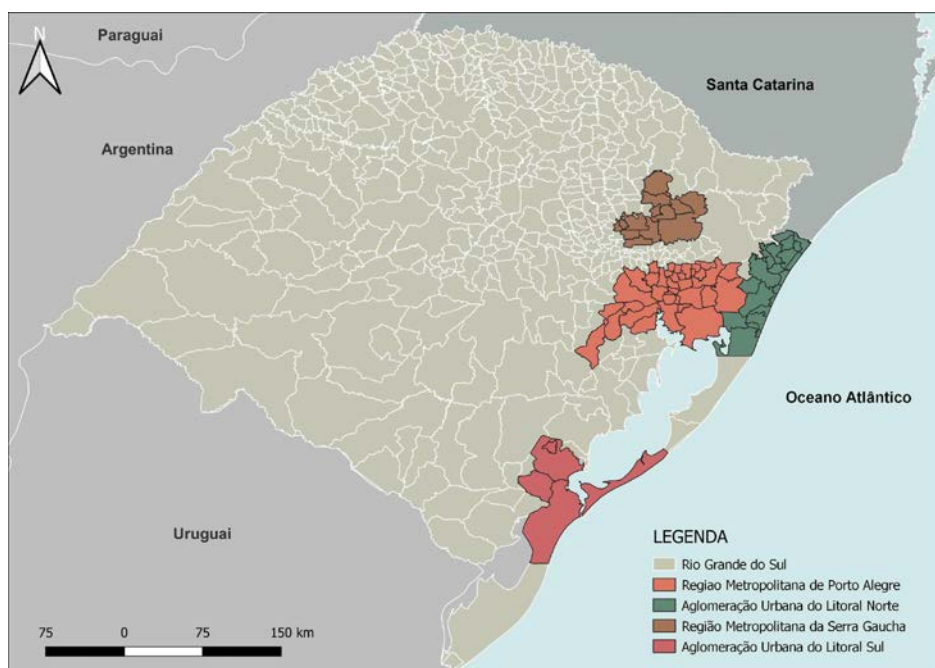 Paraguai
N
Santa Catarina
Argentina
Oceano Atlântico
Uruguai
LEGENDA
Rio Grande do Sul
Regiao Metropolitana de Porto Alegre
Aglomeração Urbana do Litoral Norte
Região Metropolitana da Serra Gaucha
Aglomeração Urbana do Litoral Sul
75 0 75 150 km